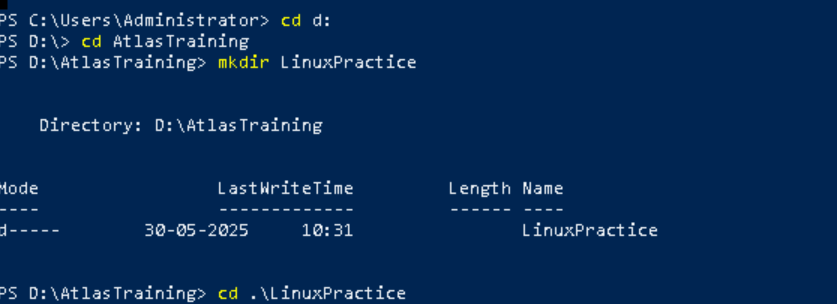 PS C:\Users\Administrator> cd d:
PS D:\> cd AtlasTraining
PS D:\AtlasTraining> mkdir LinuxPractice
Directory: D:\AtlasTraining
Mode LastWriteTime Length Name
---- ------------- ------ ----
d----- 30-05-2025 10:31 LinuxPractice
PS D:\AtlasTraining> cd .\LinuxPractice